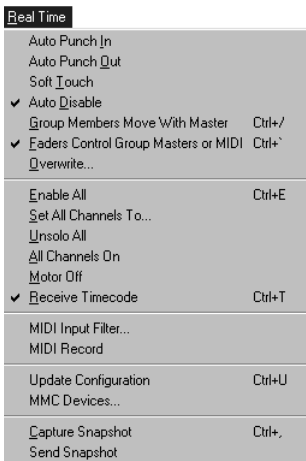 Real Time
Auto Punch In
Auto Punch Out
Soft Touch
✔ Auto Disable
Group Members Move With Master Ctrl+/
✔ Faders Control Group Masters or MIDI Ctrl+`
Overwrite...
Enable All Ctrl+E
Set All Channels To...
Unsolo All
All Channels On
Motor Off
✔ Receive Timecode Ctrl+T
MIDI Input Filter...
MIDI Record
Update Configuration Ctrl+U
MMC Devices...
Capture Snapshot Ctrl+,
Send Snapshot